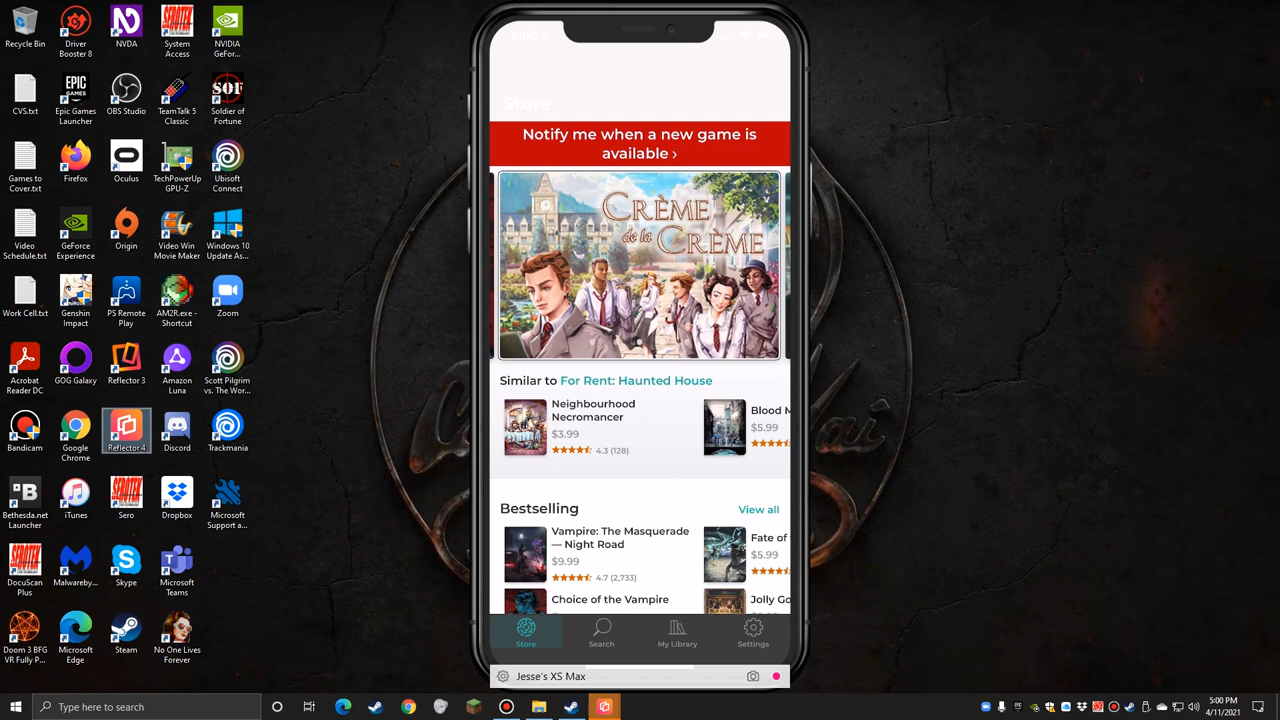 Recycle Bin
Driver Booster 8
NVDA
System Access
NVIDIA GeFor...
CVS.txt
Epic Games Launcher
OBS Studio
TeamTalk 5 Classic
SOF
Soldier of Fortune
Games to Cover.txt
Firefox
Oculus
TechPowerUp GPU-Z
Ubisoft Connect
Video Schedule.txt
GeForce Experience
Origin
Video Win Movie Maker
Windows 10 Update As...
Work Cell.txt
Genshin Impact
PS Remote Play
AM2R.exe - Shortcut
Zoom
Acrobat Reader DC
GOG Galaxy
Reflector 3
Amazon Luna
Scott Pilgrim vs. The Wor...
Bandicam
Google Chrome
Reflector 4
Discord
Trackmania
Bethesda.net Launcher
iTunes
SEROTEK
Sero
Dropbox
Microsoft Support a...
SEROTEK
DocuScan Plus
Malwareby...
Skype
Microsoft Teams
Doom 3 BFG VR Fully P...
Microsoft Edge
Steam
No One Lives Forever
Store
Notify me when a new game is
available ›
CRÈME
de la CRÈME
Similar to For Rent: Haunted House
Neighbourhood
Necromancer
$3.99
4.3 (128)
Blood M
$5.99
Bestselling
View all
Vampire: The Masquerade
— Night Road
$9.99
4.7 (2,733)
Fate of
$5.99
Choice of the Vampire
Jolly Go
Store
Search
My Library
Settings
Jesse's XS Max
Type here to search
5:00 PM
4/11/2021